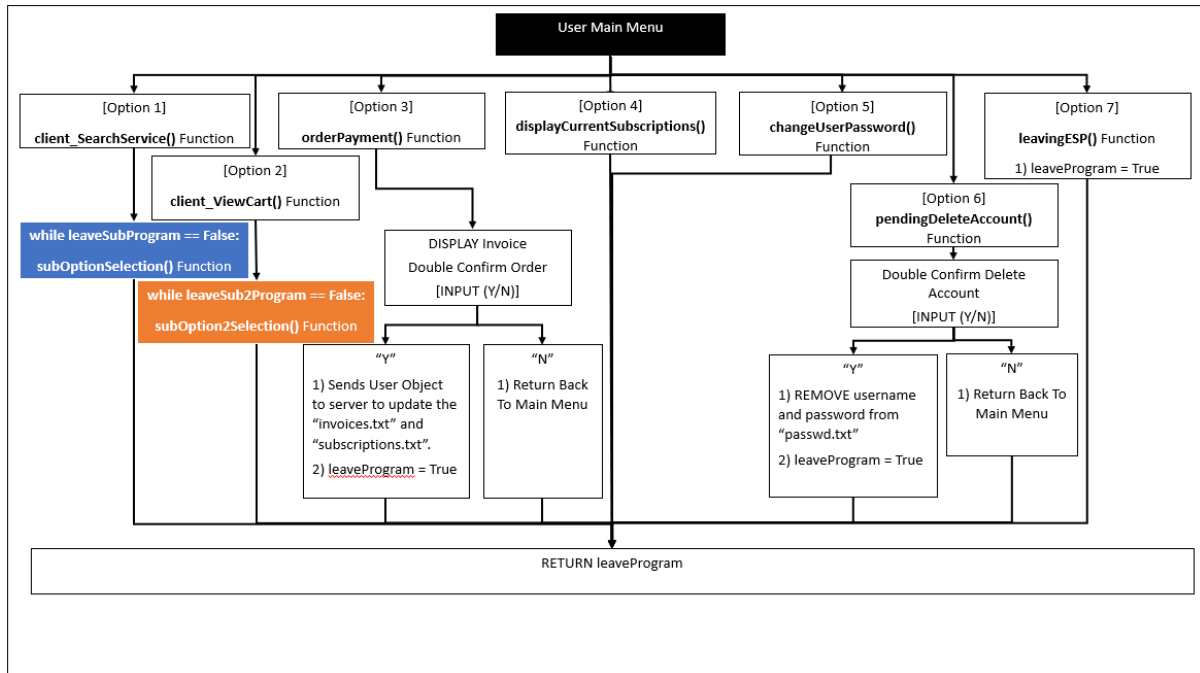 User Main Menu
[Option 1]
client_SearchService() Function
[Option 2]
client_ViewCart() Function
[Option 3]
orderPayment() Function
[Option 4]
displayCurrentSubscriptions()
Function
[Option 5]
changeUserPassword()
Function
[Option 7]
leavingESP() Function
1) leaveProgram = True
[Option 6]
pendingDeleteAccount()
Function
while leaveSubProgram == False:
subOptionSelection() Function
while leaveSub2Program == False:
subOption2Selection() Function
DISPLAY Invoice
Double Confirm Order
[INPUT (Y/N)]
Double Confirm Delete
Account
[INPUT (Y/N)]
“Y”
1) Sends User Object
to server to update the
“invoices.txt” and
“subscriptions.txt”.
2) leaveProgram = True
“N”
1) Return Back
To Main Menu
“Y”
1) REMOVE username
and password from
“passwd.txt”
2) leaveProgram = True
“N”
1) Return Back To
Main Menu
RETURN leaveProgram